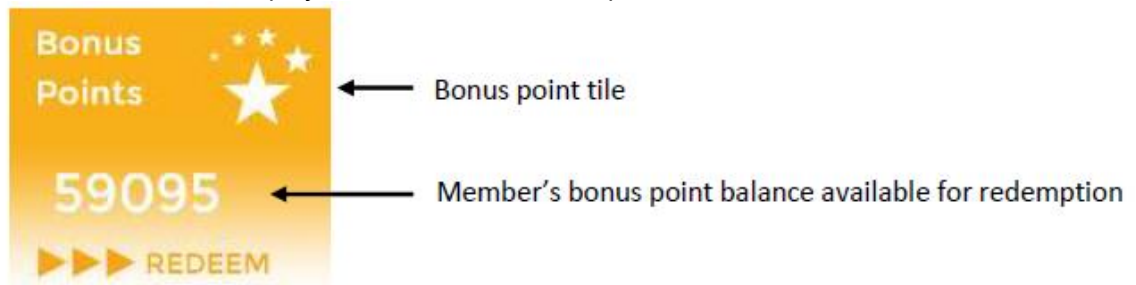 Bonus
Points
Bonus point tile
59095
Member's bonus point balance available for redemption
REDEEM